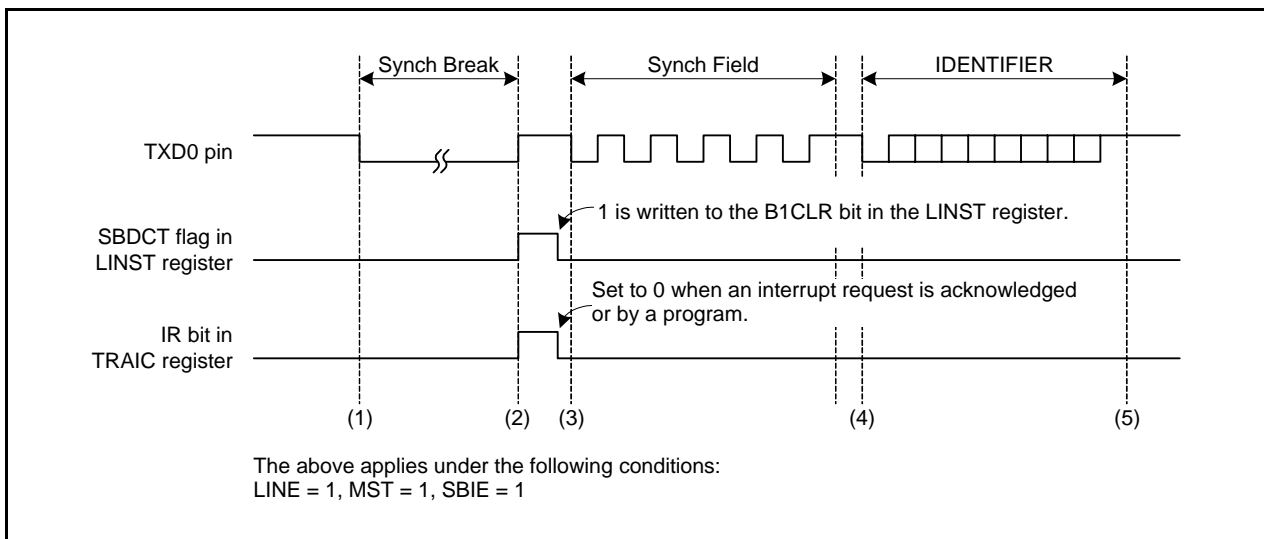 Synch Break
Synch Field
IDENTIFIER
TXD0 pin
1 is written to the B1CLR bit in the LINST register.
SBDCT flag in
LINST register
Set to 0 when an interrupt request is acknowledged
or by a program.
IR bit in
TRAIC register
(1)
(2)
(3)
(4)
(5)
The above applies under the following conditions:
LINE = 1, MST = 1, SBIE = 1